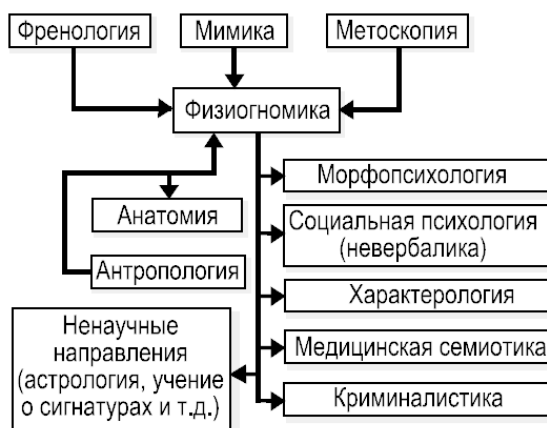 Френология
Мимика
Метоскопия
Физиогномика
Морфопсихология
Анатомия
Социальная психология
(невербалика)
Антропология
Характерология
Ненаучные
направления
(астрология, учение
о сигнатурах и т.д.)
Медицинская семиотика
Криминалистика